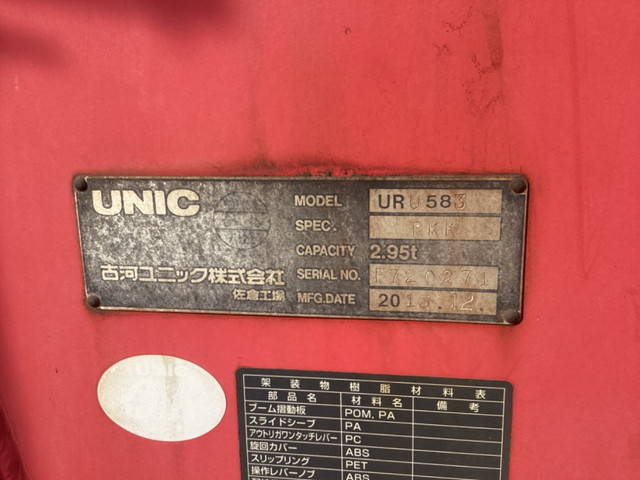 UNIC
MODEL URU583
SPEC.
CAPACITY 2.95t
古河ユニック株式会社
佐倉工場
SERIAL NO.
MFG.DATE
UNIC
架装物樹脂材料表
部品名 材料名 備考
ブーム摺動板 POM, PA
スライドシーブ PA
アウトリガワンタッチレバー PC
旋回カバー ABS
スリップリング PET
操作レバーノブ ABS